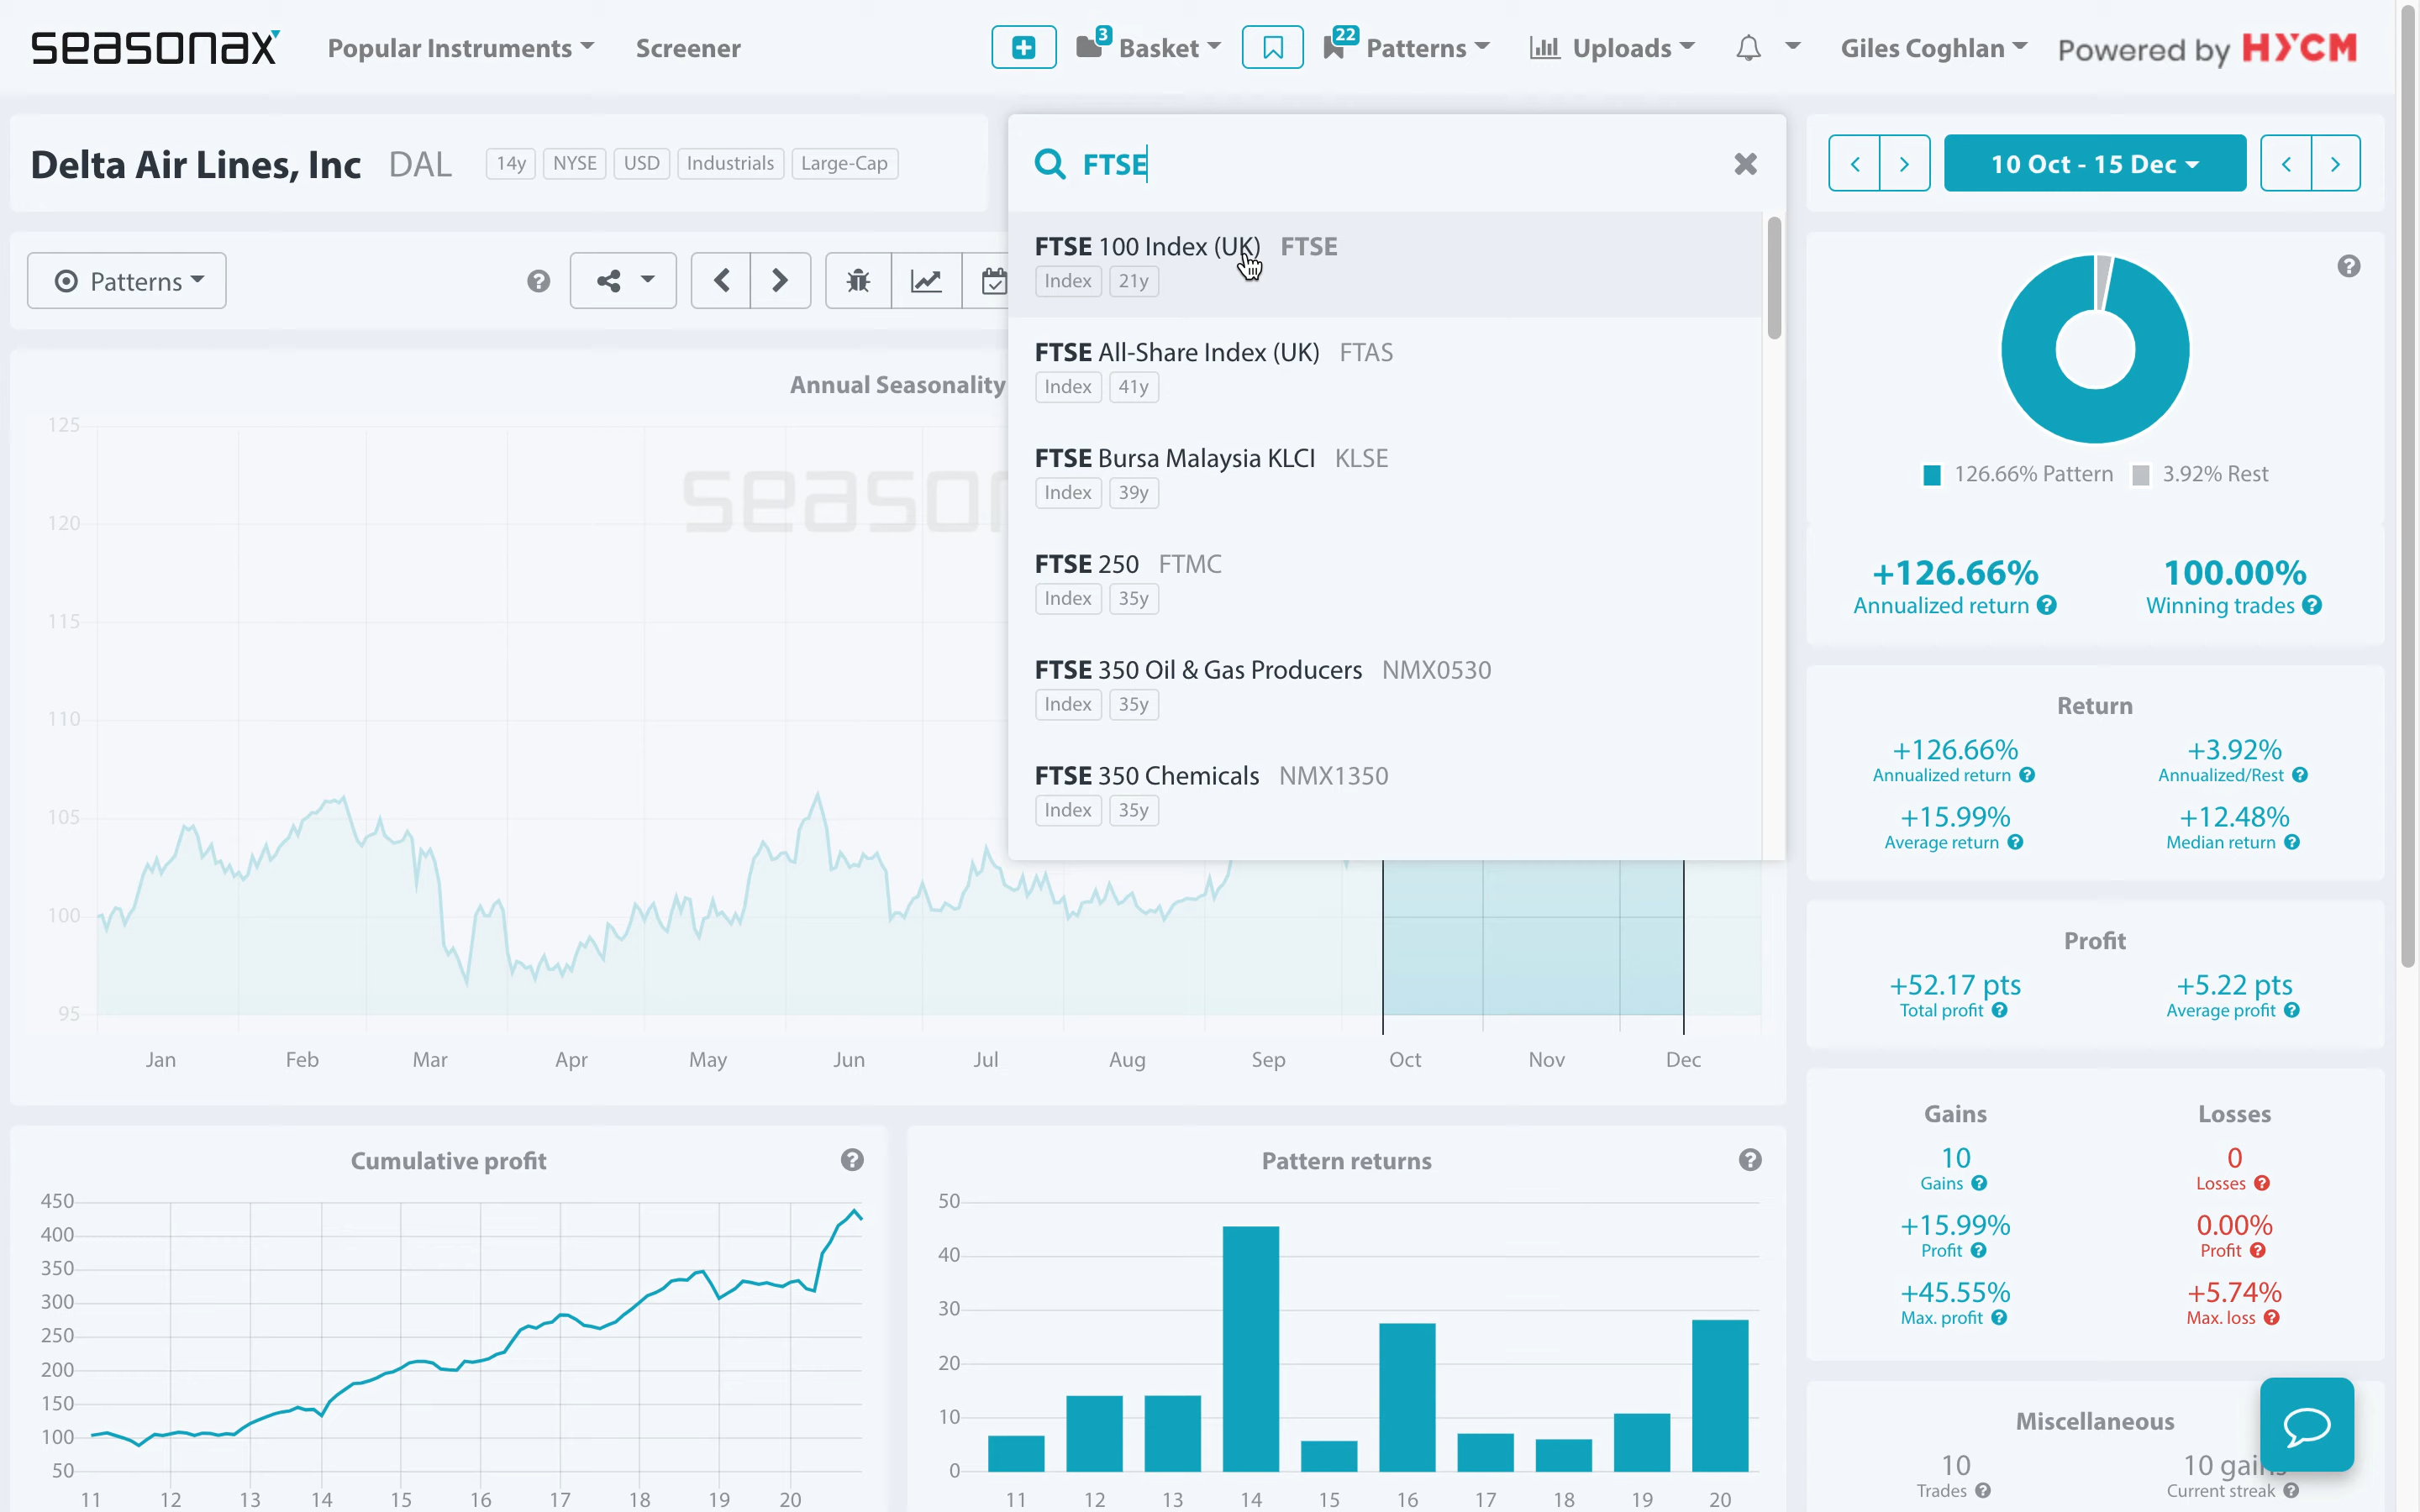 seasonax Popular Instruments Screener 3 Basket 22 Patterns Uploads Giles Coghlan Powered by HYCM
Delta Air Lines, Inc DAL 14y NYSE USD Industrials Large-Cap
FTSE
10 Oct - 15 Dec
Patterns
FTSE 100 Index (UK) FTSE
Index 21y
FTSE All-Share Index (UK) FTAS
Index 41y
FTSE Bursa Malaysia KLCI KLSE
Index 39y
FTSE 250 FTMC
Index 35y
FTSE 350 Oil & Gas Producers NMX0530
Index 35y
FTSE 350 Chemicals NMX1350
Index 35y
Annual Seasonality
season
125
120
115
110
105
100
95
Jan Feb Mar Apr May Jun Jul Aug Sep Oct Nov Dec
126.66% Pattern 3.92% Rest
+126.66% 100.00%
Annualized return Winning trades
Return
+126.66% +3.92%
Annualized return Annualized/Rest
+15.99% +12.48%
Average return Median return
Profit
+52.17 pts +5.22 pts
Total profit Average profit
Gains Losses
10 0
Gains Losses
+15.99% 0.00%
Profit Profit
+45.55% +5.74%
Max. profit Max. loss
Miscellaneous
10 10 gains
Trades Current streak
Cumulative profit
450
400
350
300
250
200
150
100
50
11 12 13 14 15 16 17 18 19 20
Pattern returns
50
40
30
20
10
0
11 12 13 14 15 16 17 18 19 20